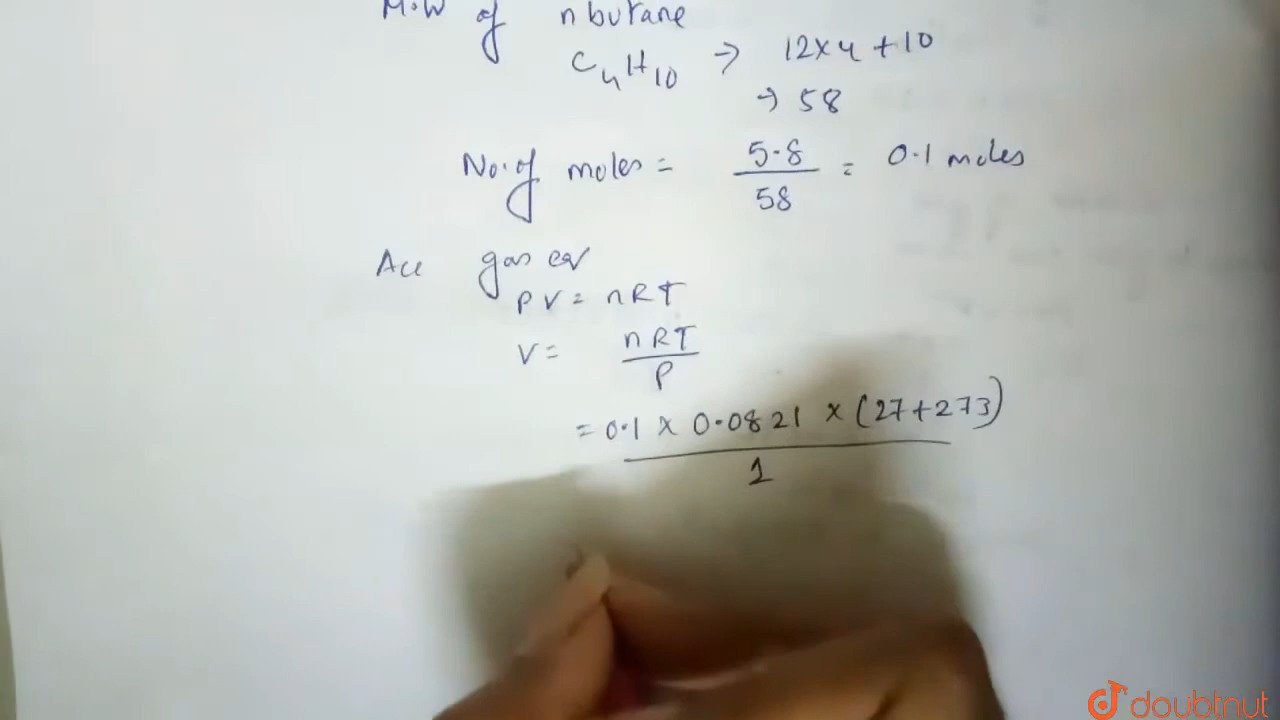 M.W of n butane
C4H10 → 12×4 + 10
→ 58
No. of moles = 5.8/58 = 0.1 moles
Acc gas eq
PV = nRT
V = nRT/P
= 0.1 × 0.0821 × (27+273)/1
doubtnut